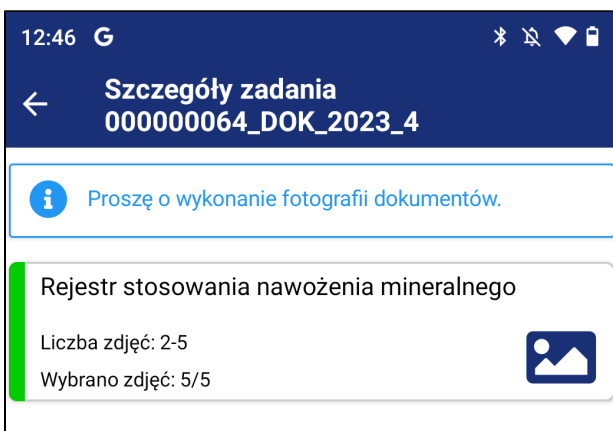 12:46 G
Szczegóły zadania
000000064_DOK_2023_4
Proszę o wykonanie fotografii dokumentów.
Rejestr stosowania nawożenia mineralnego
Liczba zdjęć: 2-5
Wybrano zdjęć: 5/5